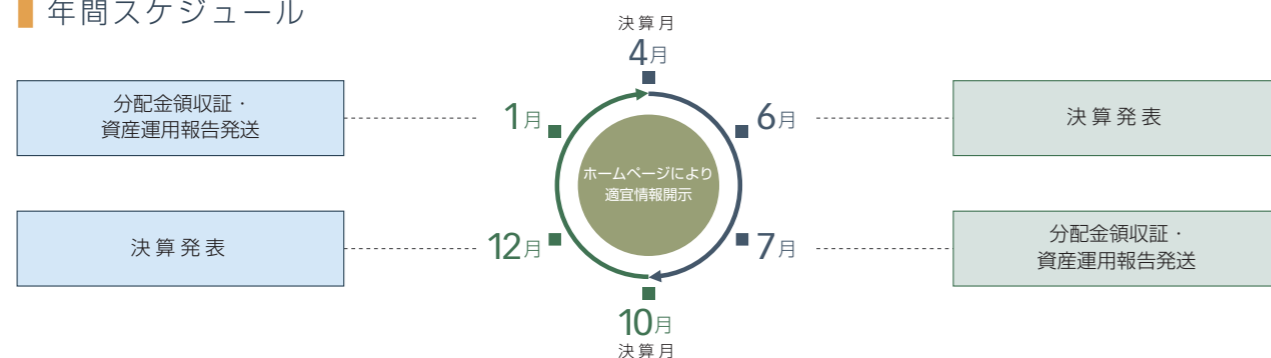 年間スケジュール
決算月
4月
分配金領収証・
資産運用報告発送
1月
6月
決算発表
ホームページにより
適宜情報開示
決算発表
12月
7月
分配金領収証・
資産運用報告発送
10月
決算月